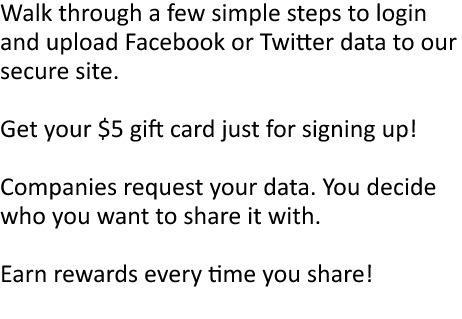 Walk through a few simple steps to login
and upload Facebook or Twitter data to our
secure site.
Get your $5 gift card just for signing up!
Companies request your data. You decide
who you want to share it with.
Earn rewards every time you share!